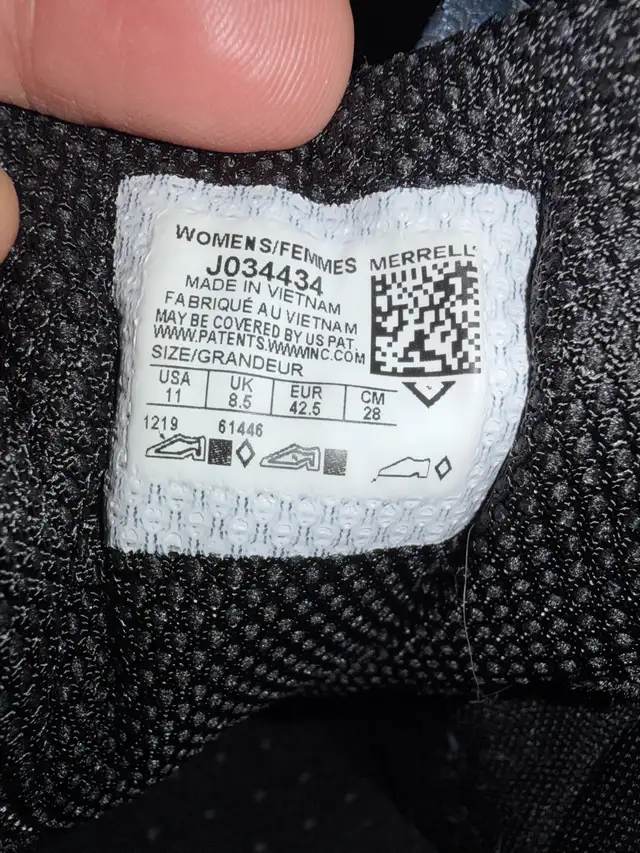 WOMENS/FEMMES
J034434
MADE IN VIETNAM
FABRIQUÉ AU VIETNAM
MAY BE COVERED BY US PAT.
WWW.PATENTS.WWWINC.COM
SIZE/GRANDEUR
USA UK EUR CM
11 8.5 42.5 28
1219 61446
MERRELL